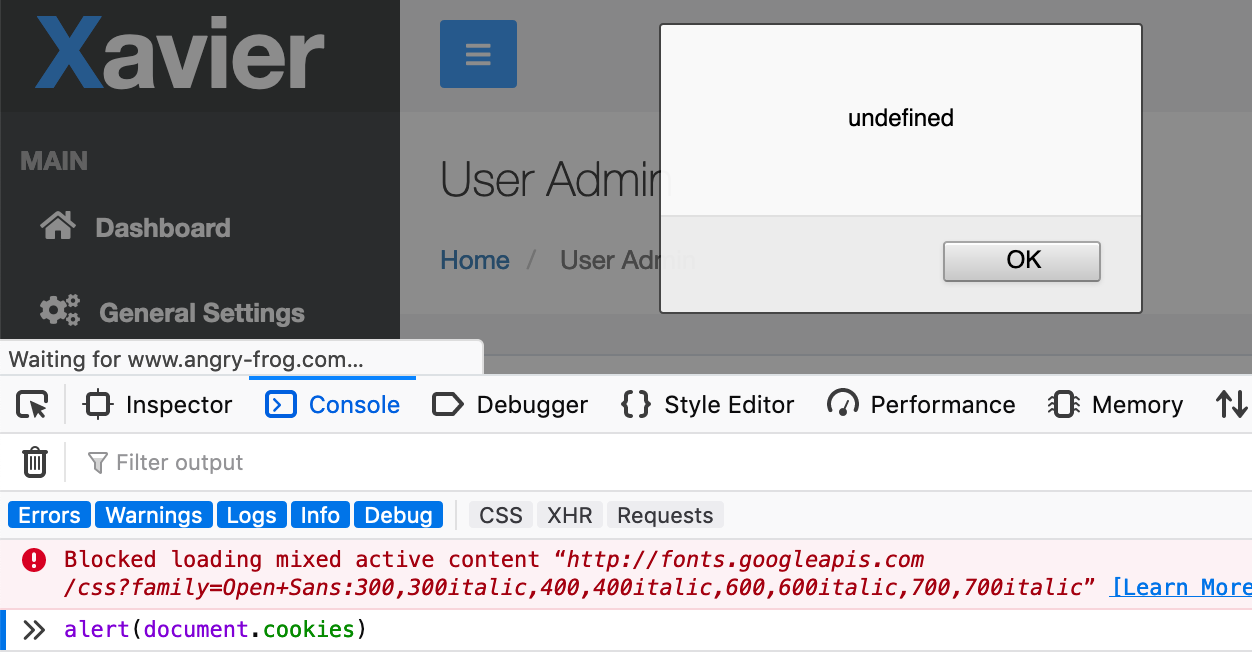 Xavier
undefined
MAIN
User Admin
Dashboard
Home / User Admin
OK
General Settings
Waiting for www.angry-frog.com...
Inspector Console Debugger Style Editor Performance Memory
Filter output
Errors Warnings Logs Info Debug CSS XHR Requests
Blocked loading mixed active content “http://fonts.googleapis.com
/css?family=Open+Sans:300,300italic,400,400italic,600,600italic,700,700italic” [Learn More
alert(document.cookies)